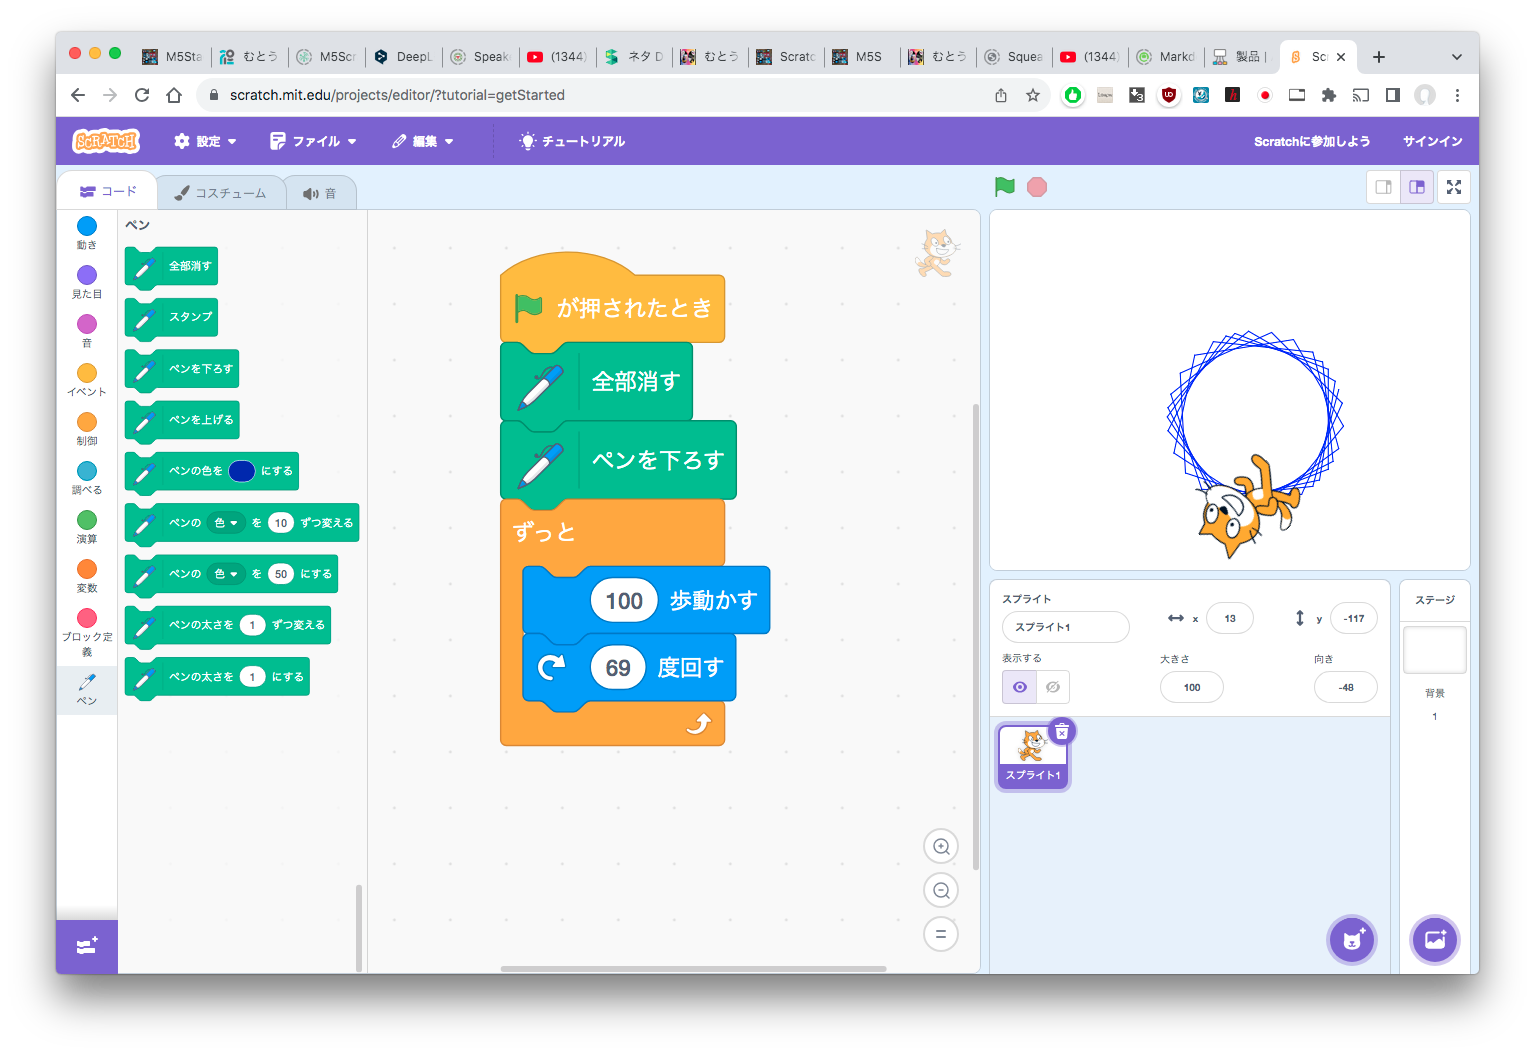 M5Sta
むとう
M5Scr
DeepL
Speake
(1344)
ネタ D
むとう
Scratc
M5S
むとう
Squea
(1344)
Markd
製品 |
Sc
scratch.mit.edu/projects/editor/?tutorial=getStarted
SCRATCH
設定
ファイル
編集
チュートリアル
Scratchに参加しよう
サインイン
コード
コスチューム
音
動き
見た目
音
イベント
制御
調べる
演算
変数
ブロック定
義
ペン
ペン
全部消す
スタンプ
ペンを下ろす
ペンを上げる
ペンの色を にする
ペンの 色 を 10 ずつ変える
ペンの 色 を 50 にする
ペンの太さを 1 ずつ変える
ペンの太さを 1 にする
が押されたとき
全部消す
ペンを下ろす
ずっと
100 歩動かす
69 度回す
スプライト
スプライト1
x 13
y -117
表示する
大きさ
100
向き
-48
スプライト1
ステージ
背景
1